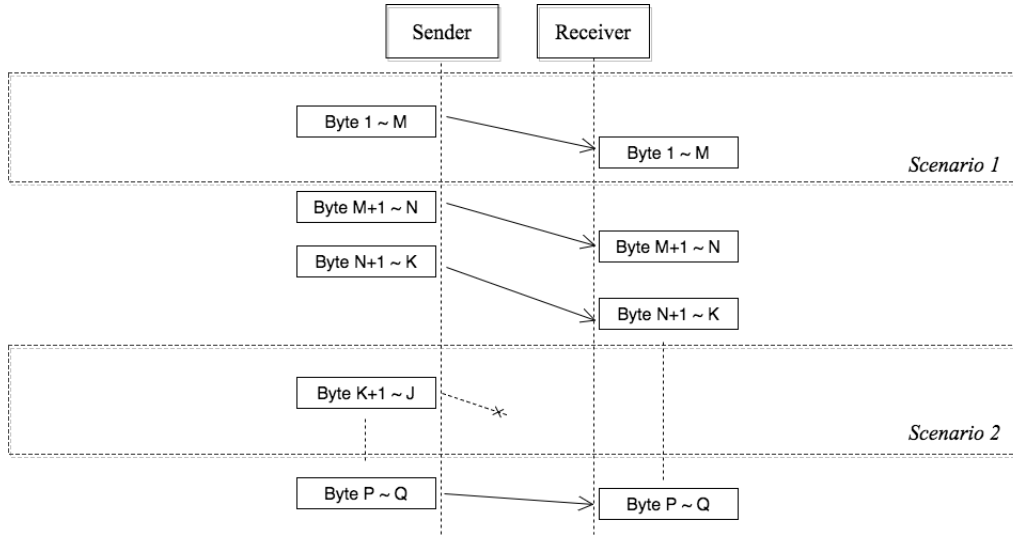 Sender
Receiver
Byte 1 ~ M
Byte 1 ~ M
Scenario 1
Byte M+1 ~ N
Byte M+1 ~ N
Byte N+1 ~ K
Byte N+1 ~ K
Byte K+1 ~ J
Scenario 2
Byte P ~ Q
Byte P ~ Q